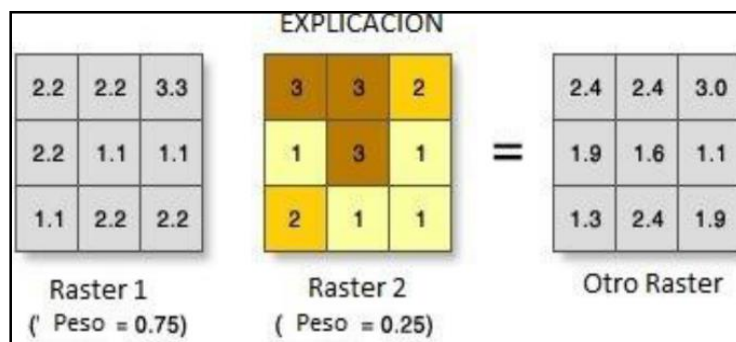 EXPLICACION
2.2 2.2 3.3 3 3 2 2.4 2.4 3.0
2.2 1.1 1.1 1 3 1 = 1.9 1.6 1.1
1.1 2.2 2.2 2 1 1 1.3 2.4 1.9
Raster 1 Raster 2 Otro Raster
(' Peso = 0.75) ( Peso = 0.25)